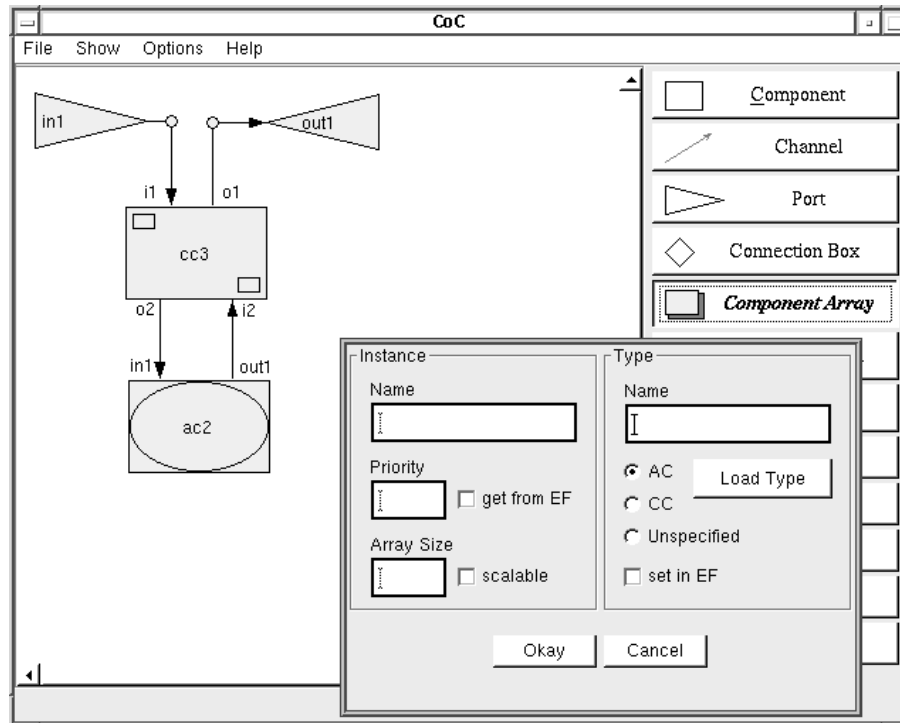 CoC
File Show Options Help
in1
out1
i1
o1
cc3
o2
i2
in1
out1
ac2
Component
Channel
Port
Connection Box
Component Array
Instance
Name
Priority
get from EF
Array Size
scalable
Type
Name
AC
Load Type
CC
Unspecified
set in EF
Okay
Cancel